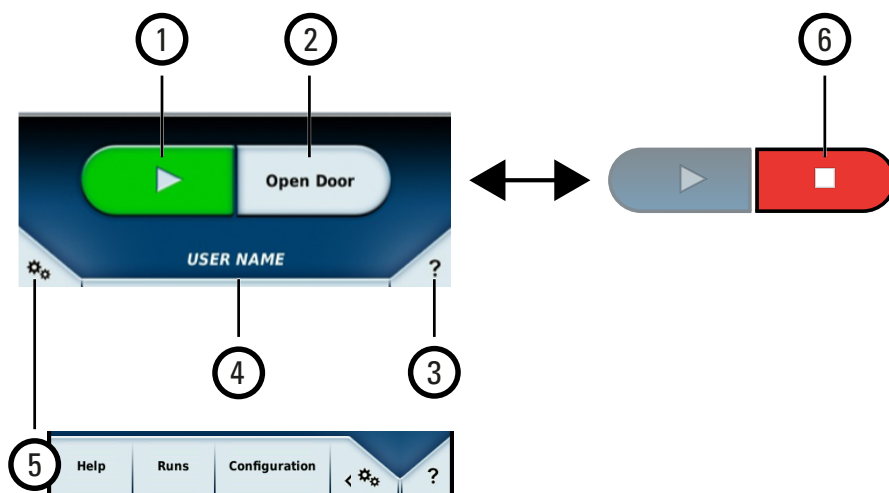 1 2 6
Open Door
USER NAME
?
4 3
5 Help Runs Configuration ‹ ?